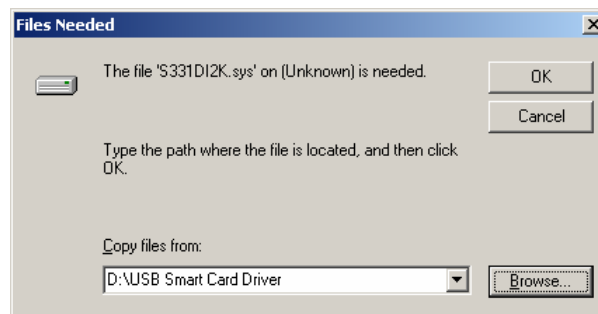 Files Needed
The file 'S331DI2K.sys' on (Unknown) is needed.
OK
Cancel
Type the path where the file is located, and then click
OK.
Copy files from:
D:\USB Smart Card Driver
Browse...